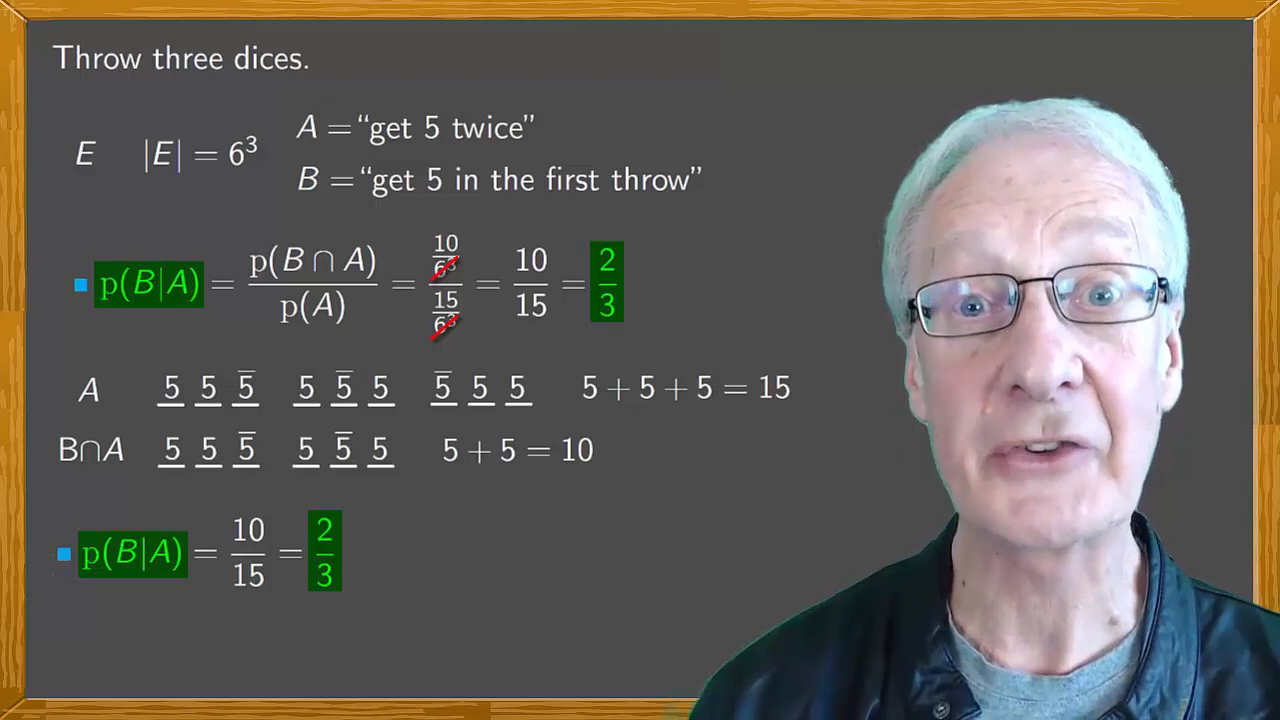 Throw three dices.
E |E| = 6³ A = “get 5 twice”
B = “get 5 in the first throw”
p(B|A) = p(B ∩ A) / p(A) = (10/6³) / (15/6³) = 10/15 = 2/3
A 5 5 5̅ 5 5̅ 5 5̅ 5 5 5 + 5 + 5 = 15
B∩A 5 5 5̅ 5 5̅ 5 5 + 5 = 10
p(B|A) = 10/15 = 2/3